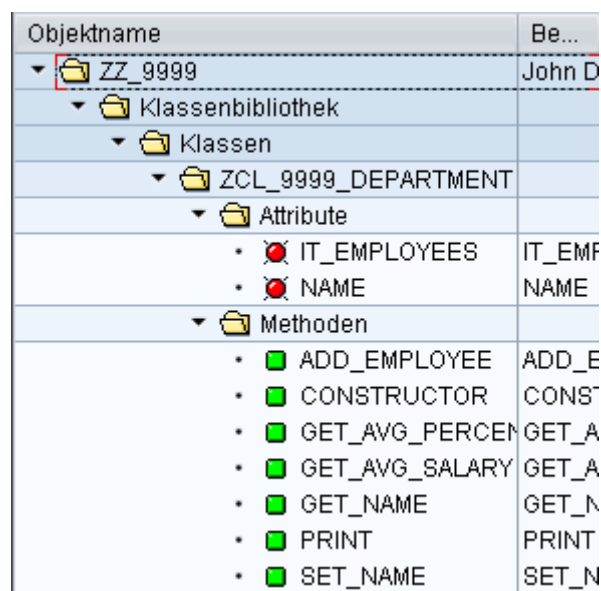 Objektname Be...
ZZ_9999 John D
Klassenbibliothek
Klassen
ZCL_9999_DEPARTMENT
Attribute
IT_EMPLOYEES IT_EMP
NAME NAME
Methoden
ADD_EMPLOYEE ADD_E
CONSTRUCTOR CONST
GET_AVG_PERCEN GET_A
GET_AVG_SALARY GET_A
GET_NAME GET_N
PRINT PRINT
SET_NAME SET_N